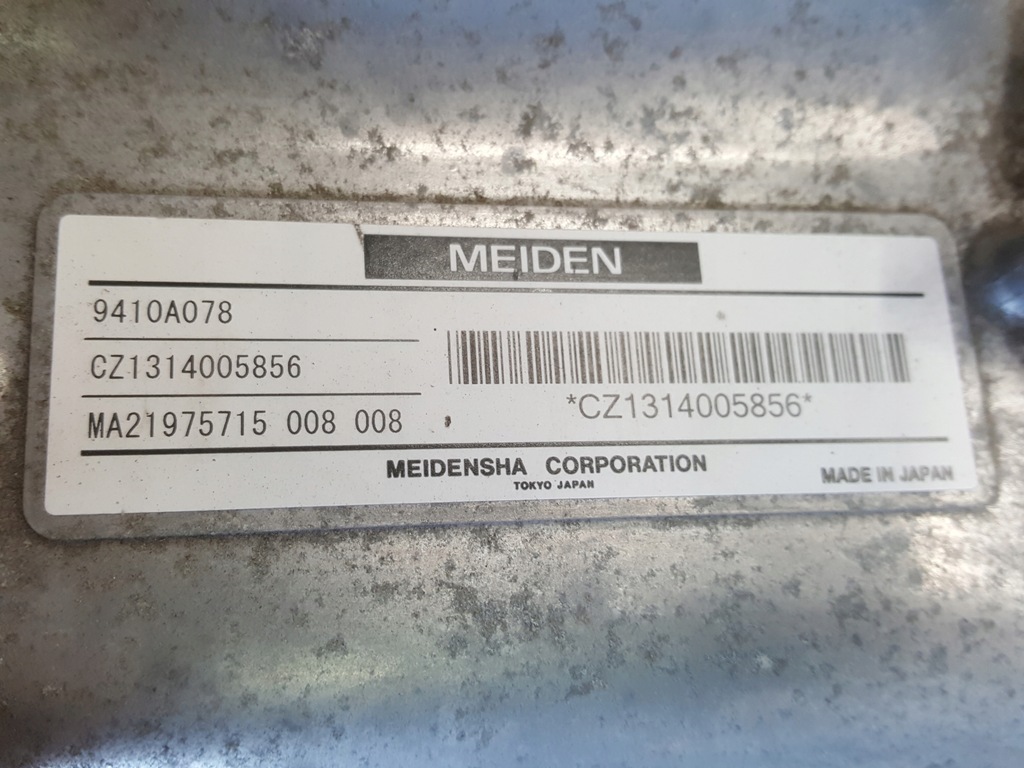 MEIDEN
9410A078
CZ1314005856
MA21975715 008 008
*CZ1314005856*
MEIDENSHA CORPORATION
TOKYO JAPAN
MADE IN JAPAN